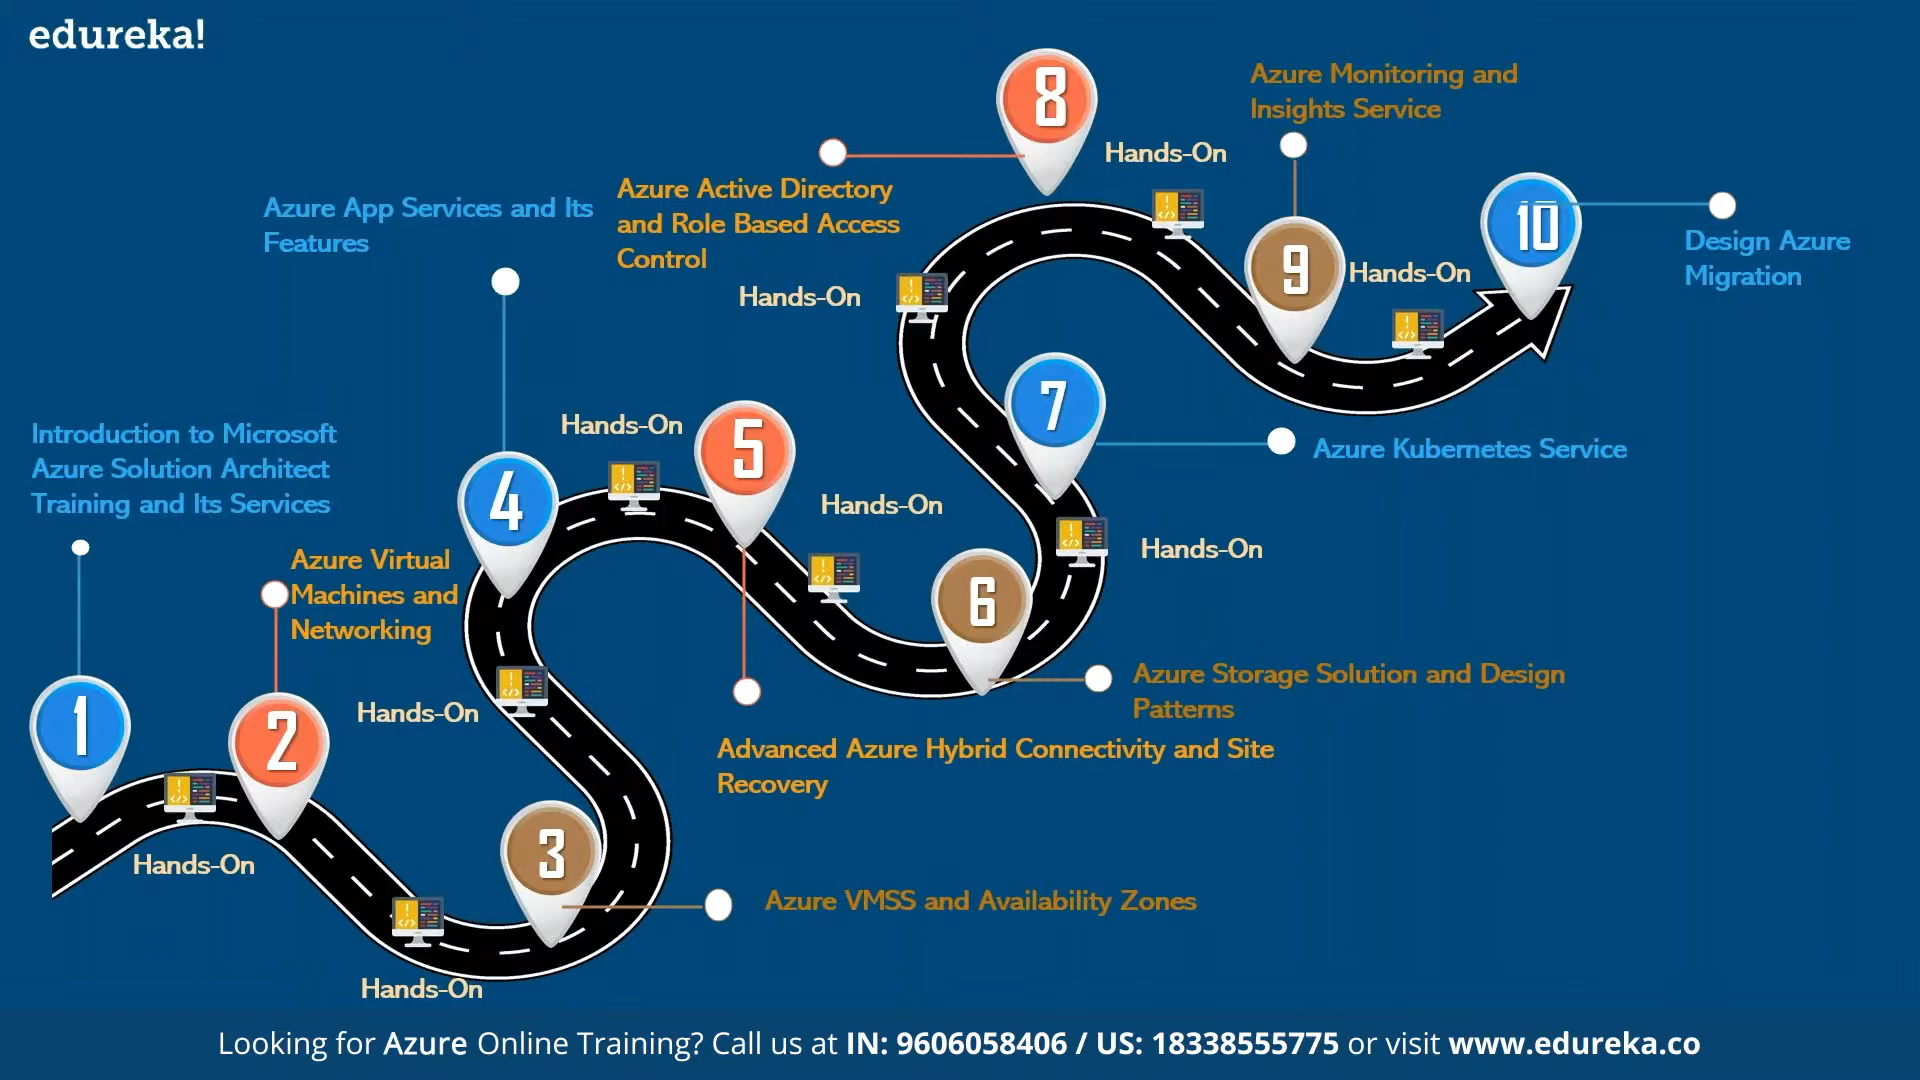 edureka!
8
Azure Monitoring and
Insights Service
Hands-On
Azure Active Directory
and Role Based Access
Control
Azure App Services and Its
Features
10
Design Azure
Migration
9
Hands-On
Hands-On
7
Azure Kubernetes Service
Introduction to Microsoft
Azure Solution Architect
Training and Its Services
Hands-On
5
4
Hands-On
Hands-On
Azure Virtual
Machines and
Networking
6
Azure Storage Solution and Design
Patterns
1
2
Hands-On
Advanced Azure Hybrid Connectivity and Site
Recovery
3
Hands-On
Azure VMSS and Availability Zones
Hands-On
Looking for Azure Online Training? Call us at IN: 9606058406 / US: 18338555775 or visit www.edureka.co